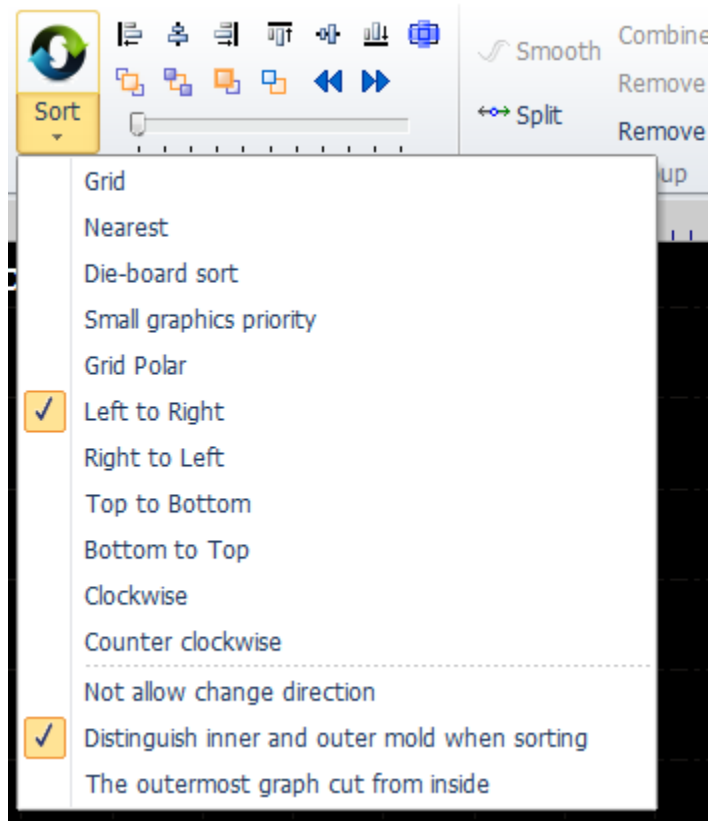 Smooth
Combine
Remove
Sort
Split
Remove
up
Grid
Nearest
Die-board sort
Small graphics priority
Grid Polar
Left to Right
Right to Left
Top to Bottom
Bottom to Top
Clockwise
Counter clockwise
Not allow change direction
Distinguish inner and outer mold when sorting
The outermost graph cut from inside